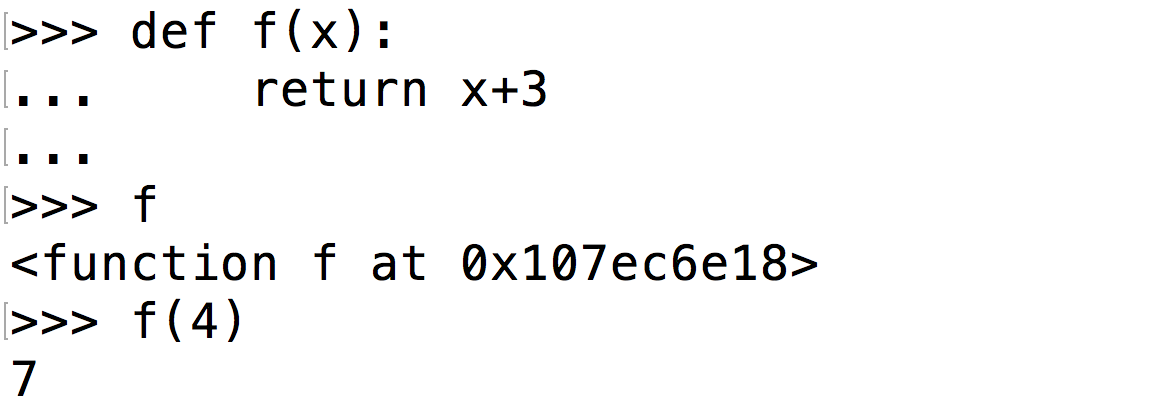 >>> def f(x):
...     return x+3
...
>>> f
<function f at 0x107ec6e18>
>>> f(4)
7